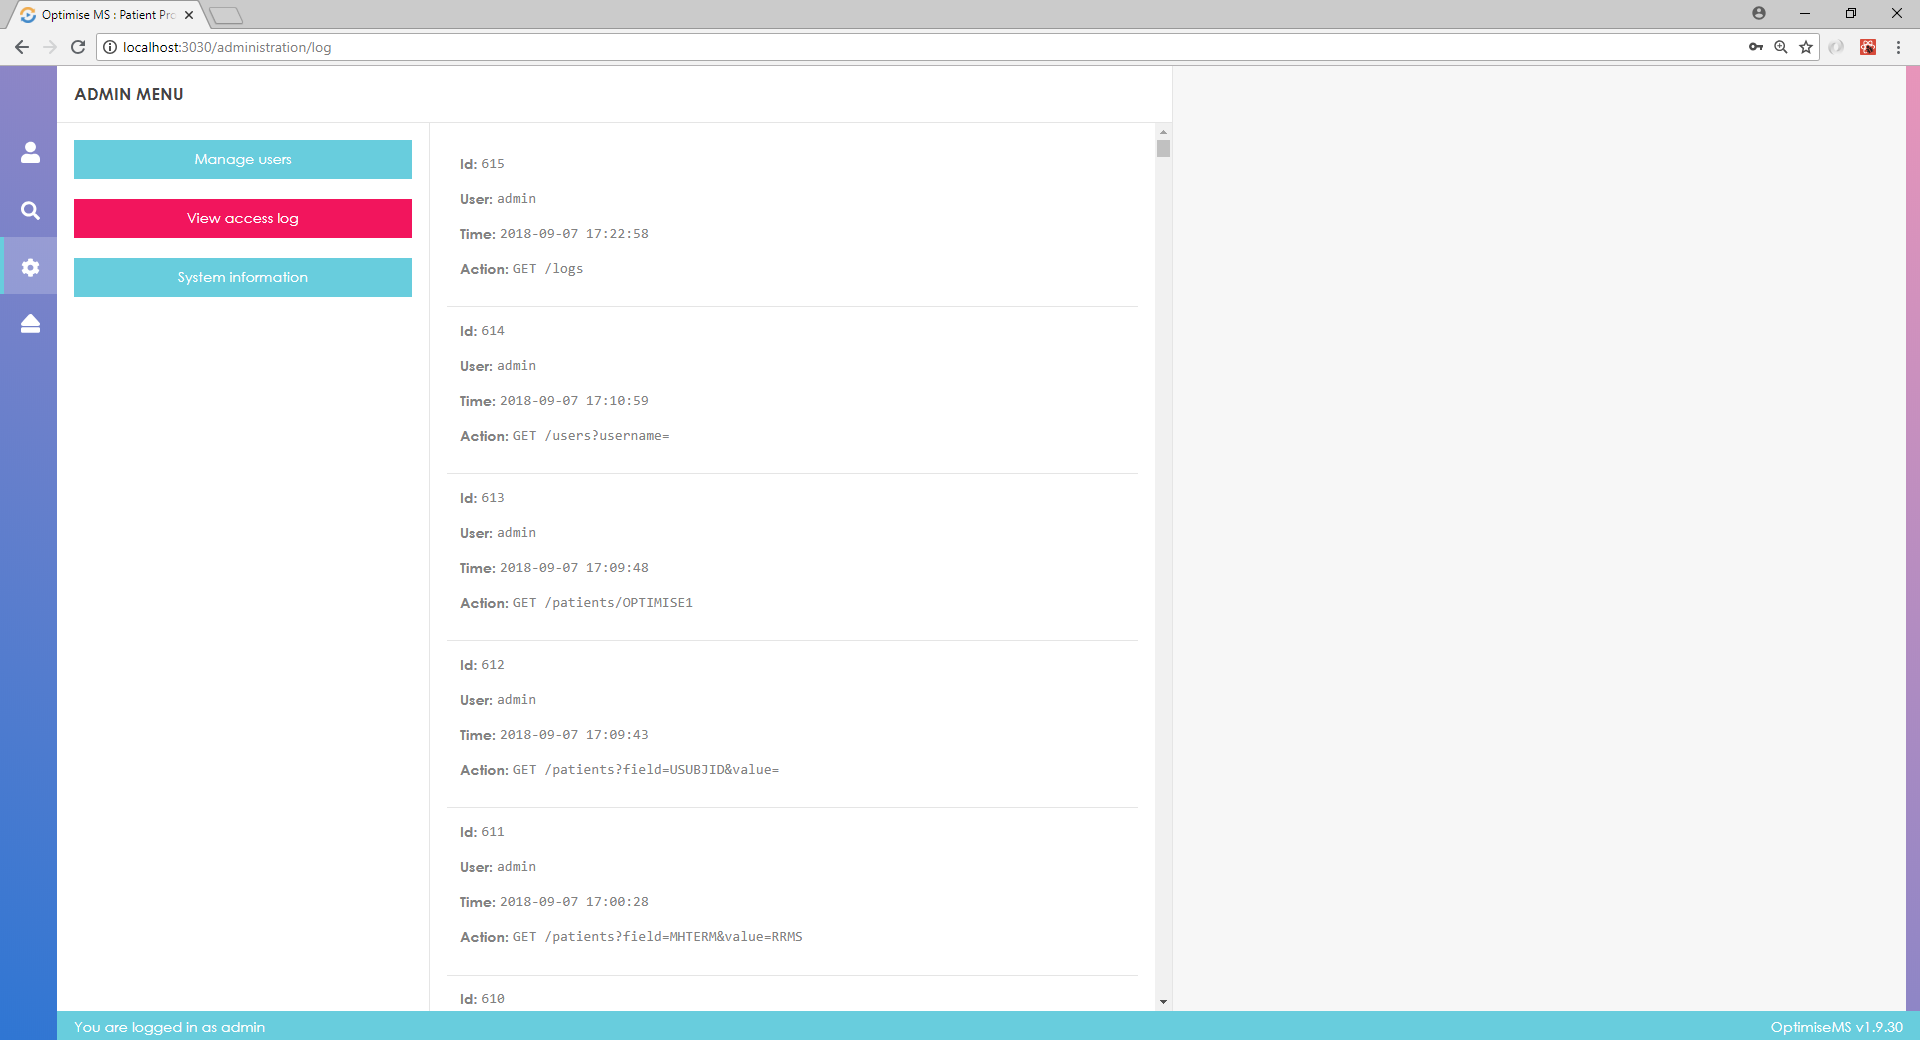 Optimise MS : Patient Pro
localhost:3030/administration/log
ADMIN MENU
Manage users
View access log
System information
Id: 615
User: admin
Time: 2018-09-07 17:22:58
Action: GET /logs
Id: 614
User: admin
Time: 2018-09-07 17:10:59
Action: GET /users?username=
Id: 613
User: admin
Time: 2018-09-07 17:09:48
Action: GET /patients/OPTIMISE1
Id: 612
User: admin
Time: 2018-09-07 17:09:43
Action: GET /patients?field=USUBJID&value=
Id: 611
User: admin
Time: 2018-09-07 17:00:28
Action: GET /patients?field=MHTERM&value=RRMS
Id: 610
You are logged in as admin
OptimiseMS v1.9.30